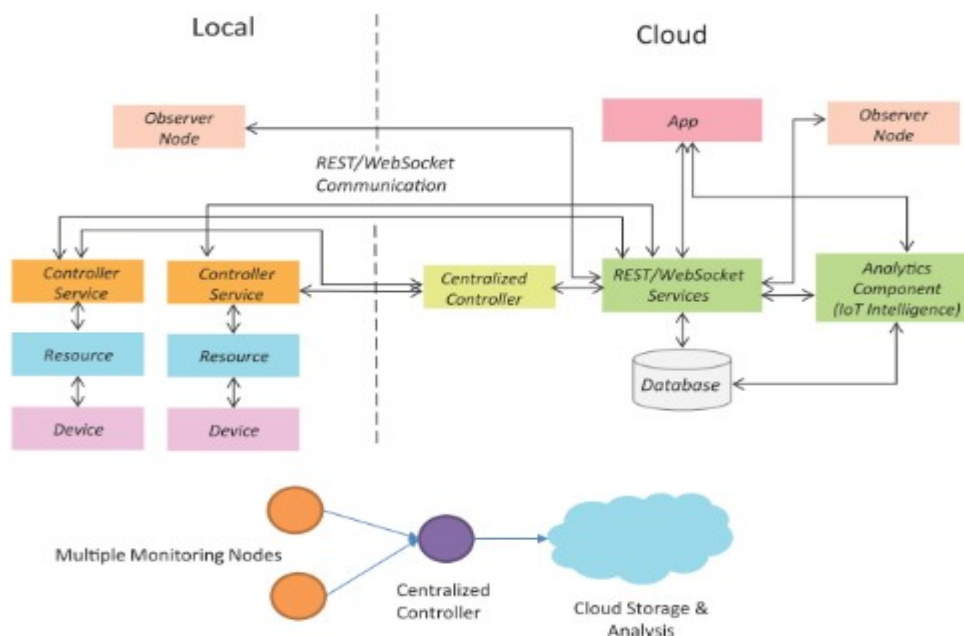 Local
Cloud
Observer
Node
App
Observer
Node
REST/WebSocket
Communication
Controller
Service
Controller
Service
Centralized
Controller
REST/WebSocket
Services
Analytics
Component
(IoT Intelligence)
Resource
Resource
Database
Device
Device
Multiple Monitoring Nodes
Centralized
Controller
Cloud Storage &
Analysis